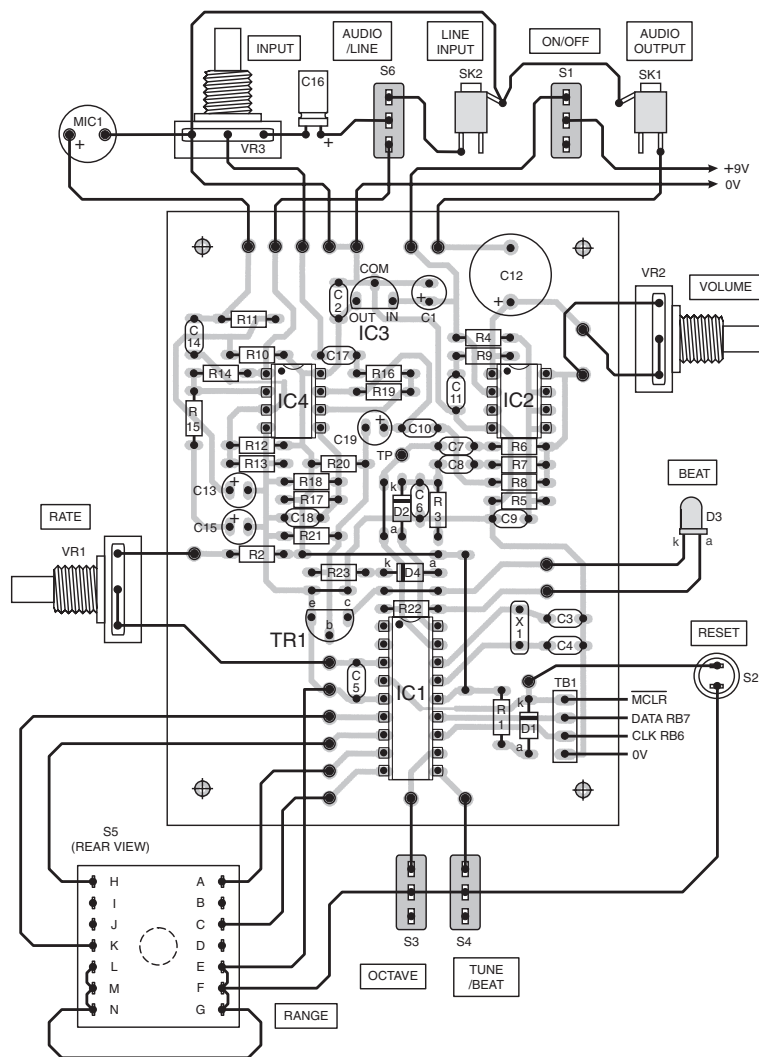 AUDIO
/LINE
LINE
INPUT
ON/OFF
AUDIO
OUTPUT
INPUT
C16
S6
SK2
S1
SK1
MIC1
+
VR3
+
+9V
0V
COM
C12
+
VR2
VOLUME
C
2
OUT
IN
+
C1
IC3
R11
C
14
R4
R10
C17
R9
R14
R16
C
11
IC2
IC4
R19
R
15
+
C19
C10
R12
C7
R6
R13
R20
TP
C8
R7
C13
+
R18
R8
k
C
6
R
3
BEAT
R17
D2
R5
C15
+
C18
C9
D3
RATE
R21
a
k
a
VR1
R2
k
a
R23
D4
e
c
R22
X
1
C3
b
TR1
C4
RESET
C
5
IC1
S2
TB1
k
R
1
D1
MCLR
DATA RB7
CLK RB6
a
0V
S5
(REAR VIEW)
H
A
I
B
J
C
K
D
L
E
M
F
N
G
S3
S4
OCTAVE
TUNE
/BEAT
RANGE